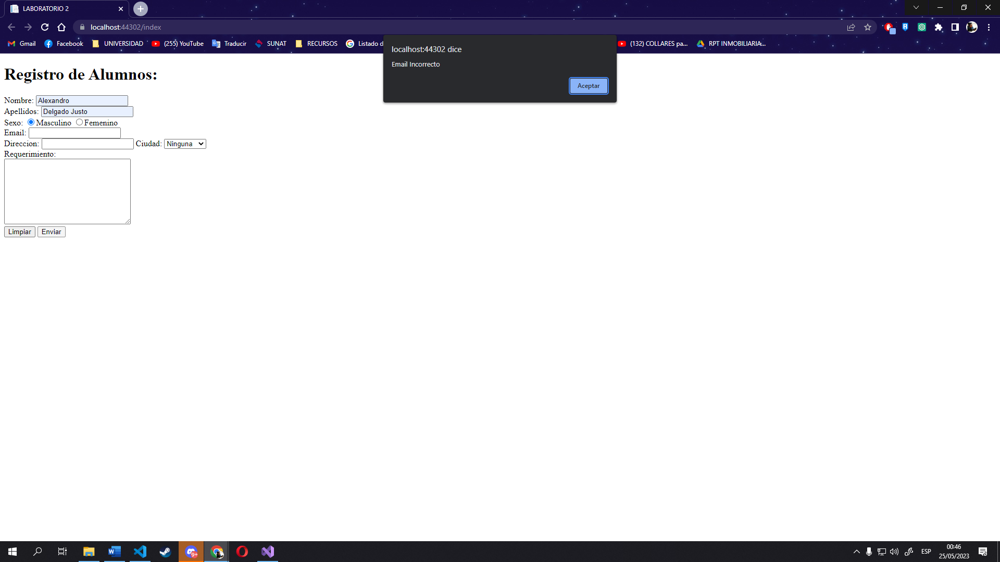 LABORATORIO 2
localhost:44302/index
Gmail Facebook UNIVERSIDAD (255) YouTube Traducir SUNAT RECURSOS Listado d (132) COLLARES pa... RPT INMOBILIARIA...
localhost:44302 dice
Email Incorrecto
Aceptar
Registro de Alumnos:
Nombre: Alexandro
Apellidos: Delgado Justo
Sexo: Masculino Femenino
Email:
Direccion: Ciudad: Ninguna
Requerimiento:
Limpiar Enviar
9+
ESP
00:46
25/05/2023